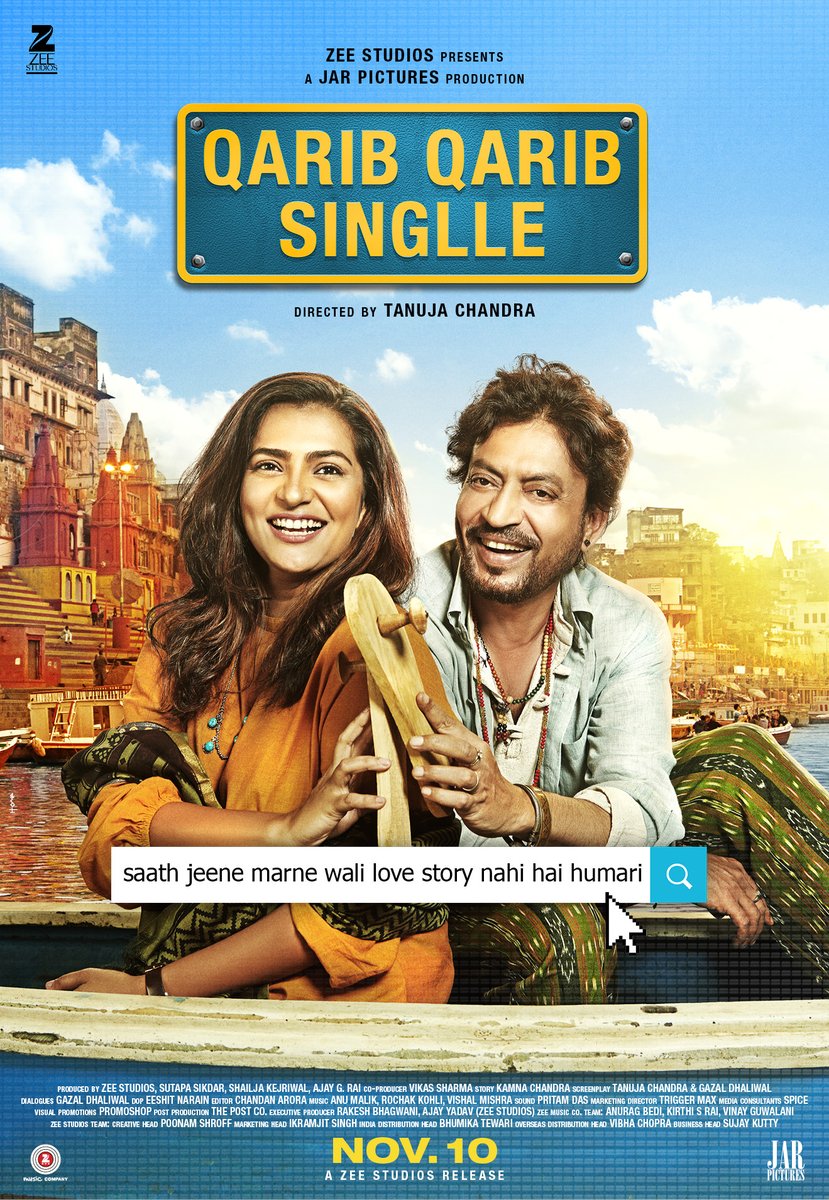 ZEE
STUDIOS
ZEE STUDIOS PRESENTS
A JAR PICTURES PRODUCTION
QARIB QARIB
SINGLLE
DIRECTED BY TANUJA CHANDRA
saath jeene marne wali love story nahi hai humari
PRODUCED BY ZEE STUDIOS, SUTAPA SIKDAR, SHAILJA KEJRIWAL, AJAY G. RAI CO-PRODUCER VIKAS SHARMA STORY KAMNA CHANDRA SCREENPLAY TANUJA CHANDRA & GAZAL DHALIWAL
DIALOGUES GAZAL DHALIWAL DOP EESHIT NARAIN EDITOR CHANDAN ARORA MUSIC ANU MALIK, ROCHAK KOHLI, VISHAL MISHRA SOUND PRITAM DAS MARKETING DIRECTOR TRIGGER MAX MEDIA CONSULTANTS SPICE
VISUAL PROMOTIONS PROMOSHOP POST PRODUCTION THE POST CO. EXECUTIVE PRODUCER RAKESH BHAGWANI, AJAY YADAV (ZEE STUDIOS) ZEE MUSIC CO. TEAM: ANURAG BEDI, KIRTHI S RAI, VINAY GUWALANI
ZEE STUDIOS TEAM: CREATIVE HEAD POONAM SHROFF MARKETING HEAD IKRAMJIT SINGH INDIA DISTRIBUTION HEAD BHUMIKA TEWARI OVERSEAS DISTRIBUTION HEAD VIBHA CHOPRA BUSINESS HEAD SUJAY KUTTY
NOV. 10
A ZEE STUDIOS RELEASE
MUSIC COMPANY
JAR
PICTURES